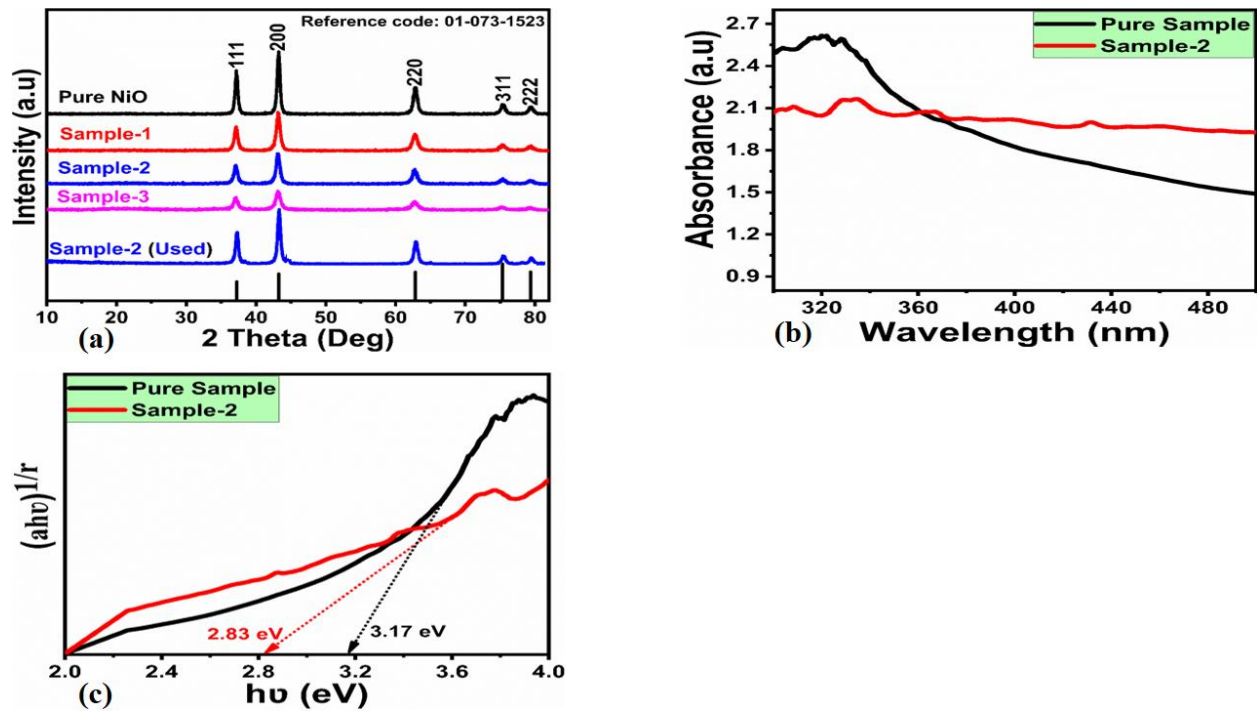 Reference code: 01-073-1523
Intensity (a.u)
111
200
220
311
222
Pure NiO
Sample-1
Sample-2
Sample-3
Sample-2 (Used)
10 20 30 40 50 60 70 80
(a)
2 Theta (Deg)
Absorbance (a.u)
2.7
2.4
2.1
1.8
1.5
1.2
0.9
Pure Sample
Sample-2
320 360 400 440 480
(b)
Wavelength (nm)
(ahυ)1/r
Pure Sample
Sample-2
2.83 eV
3.17 eV
2.0 2.4 2.8 3.2 3.6 4.0
(c)
hυ (eV)